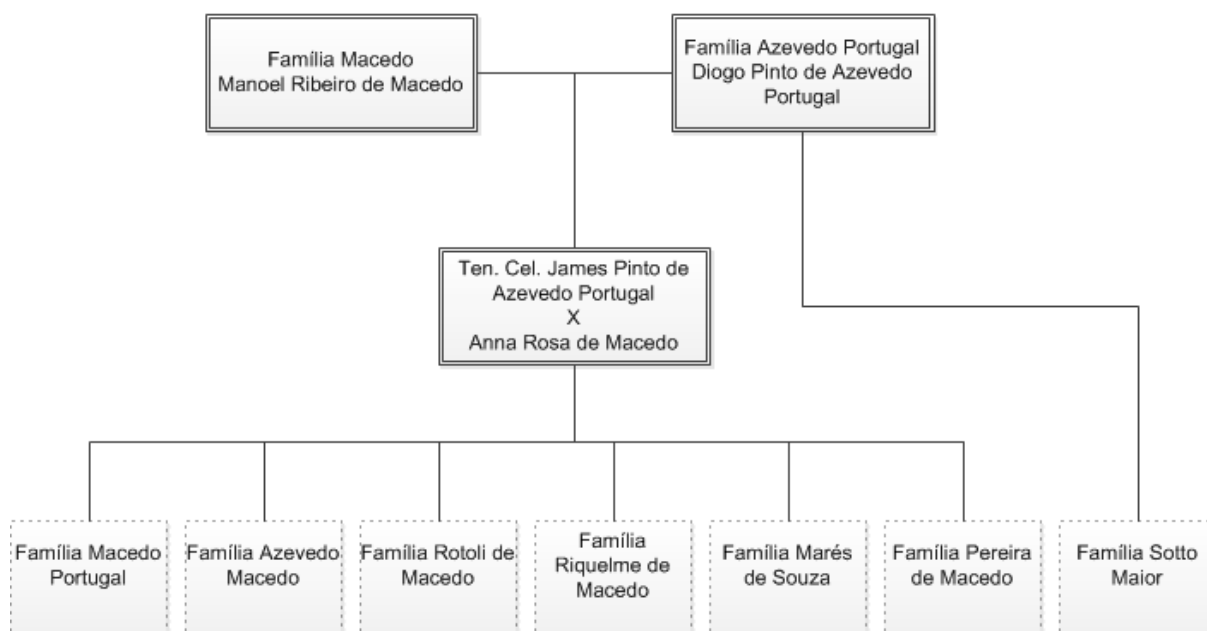 Família Macedo
Manoel Ribeiro de Macedo
Família Azevedo Portugal
Diogo Pinto de Azevedo
Portugal
Ten. Cel. James Pinto de
Azevedo Portugal
X
Anna Rosa de Macedo
Família Macedo
Portugal
Família Azevedo
Macedo
Família Rotoli de
Macedo
Família
Riquelme de
Macedo
Família Marés
de Souza
Família Pereira
de Macedo
Família Sotto
Maior